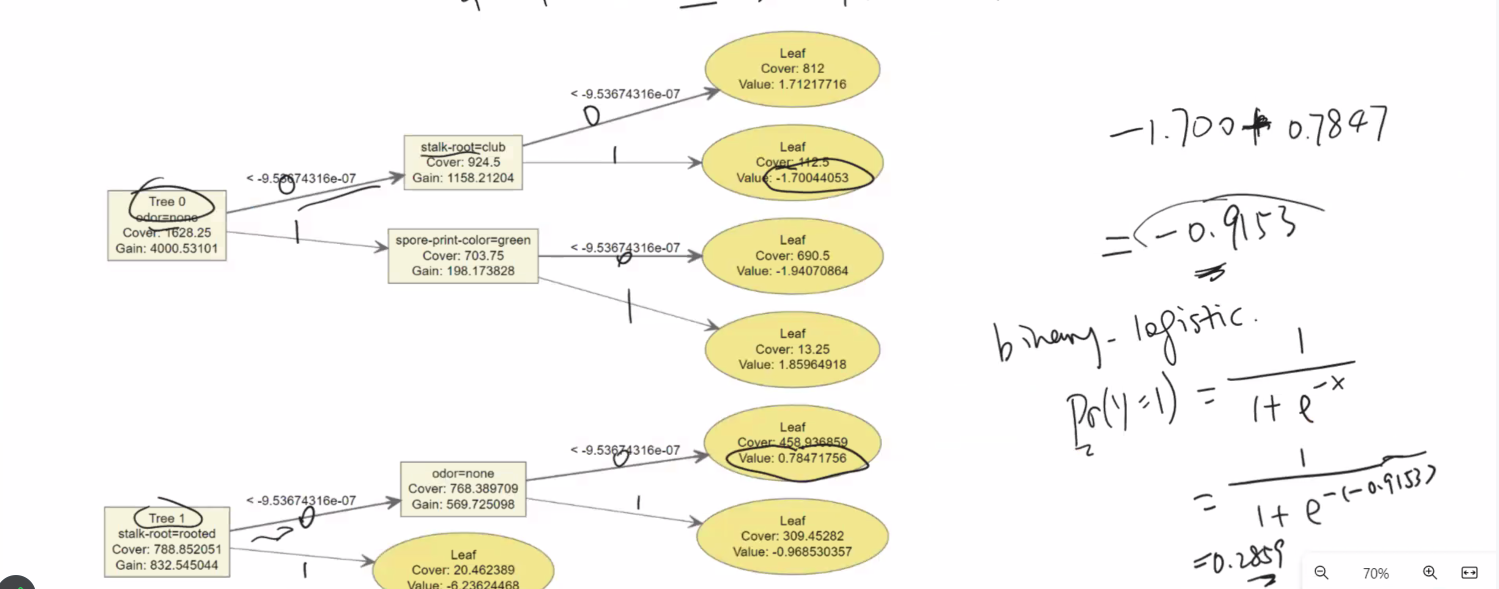 Leaf
Cover: 812
Value: 1.71217716
< -9.53674316e-07
0
stalk-root=club
Cover: 924.5
Gain: 1158.21204
1
Leaf
Cover: 112.5
Value: -1.70044053
< -9.53674316e-07
0
Tree 0
odor=none
Cover: 1628.25
Gain: 4000.53101
1
spore-print-color=green
Cover: 703.75
Gain: 198.173828
< -9.53674316e-07
0
Leaf
Cover: 690.5
Value: -1.94070864
1
Leaf
Cover: 13.25
Value: 1.85964918
Leaf
Cover: 458.936859
Value: 0.78471756
< -9.53674316e-07
0
odor=none
Cover: 768.389709
Gain: 569.725098
1
Leaf
Cover: 309.45282
Value: -0.968530357
< -9.53674316e-07
0
Tree 1
stalk-root=rooted
Cover: 788.852051
Gain: 832.545044
1
Leaf
Cover: 20.462389
Value: -6.23624468
-1.700 + 0.7847
= (-0.9153
binary-logistic.
Pr(y=1) = 1
1 + e^-x
= 1
1 + e^-(-0.9153)
=0.2859
70%